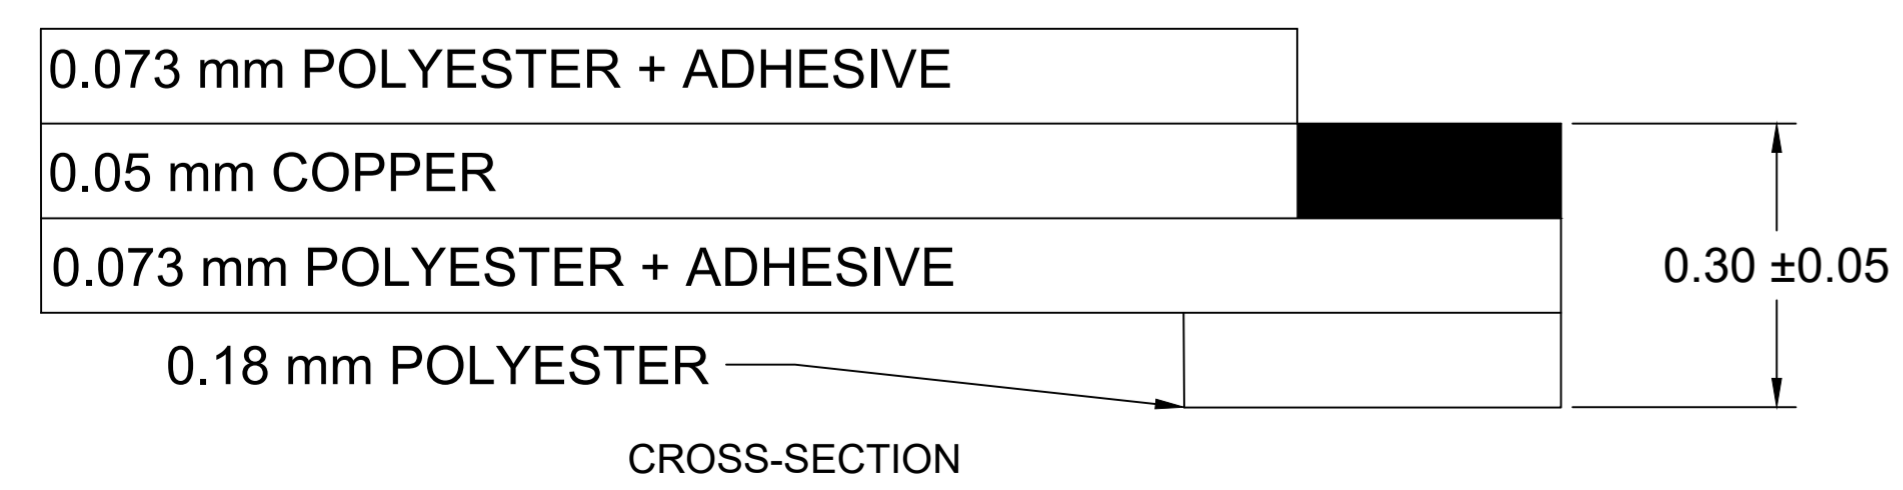 0.073 mm POLYESTER + ADHESIVE
0.05 mm COPPER
0.073 mm POLYESTER + ADHESIVE
0.30 ±0.05
0.18 mm POLYESTER
CROSS-SECTION